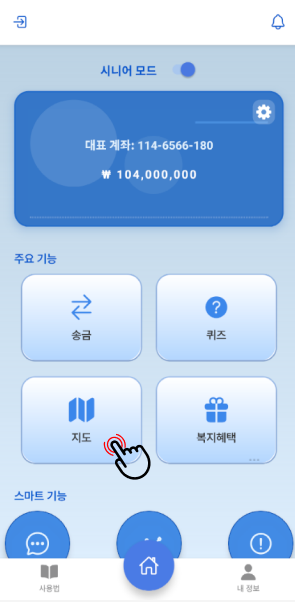 시니어 모드
대표 계좌: 114-6566-180
₩ 104,000,000
주요 기능
송금
퀴즈
지도
복지혜택
스마트 기능
사용법
내 정보